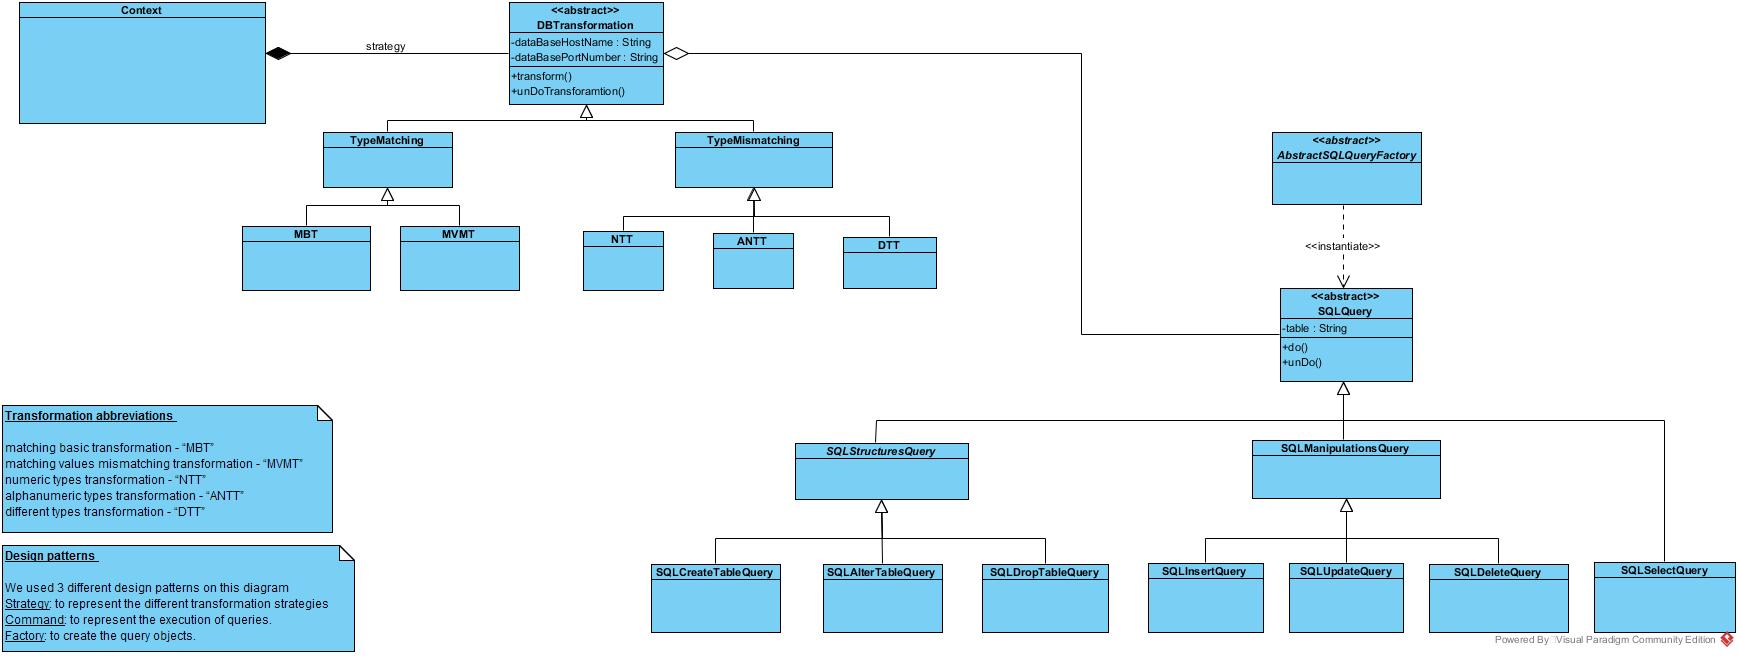 Context
<<abstract>>
DBTransformation
-dataBaseHostName : String
-dataBasePortNumber : String
+transform()
+unDoTransforamtion()
strategy
TypeMatching
TypeMismatching
<<abstract>>
AbstractSQLQueryFactory
MBT
MVMT
NTT
ANTT
DTT
<<instantiate>>
<<abstract>>
SQLQuery
-table : String
+do()
+unDo()
Transformation abbreviations
matching basic transformation - “MBT”
matching values mismatching transformation - “MVMT”
numeric types transformation - “NTT”
alphanumeric types transformation - “ANTT”
different types transformation - “DTT”
SQLStructuresQuery
SQLManipulationsQuery
Design patterns
We used 3 different design patterns on this diagram
Strategy: to represent the different transformation strategies
Command: to represent the execution of queries.
Factory: to create the query objects.
SQLCreateTableQuery
SQLAlterTableQuery
SQLDropTableQuery
SQLInsertQuery
SQLUpdateQuery
SQLDeleteQuery
SQLSelectQuery
Powered By Visual Paradigm Community Edition